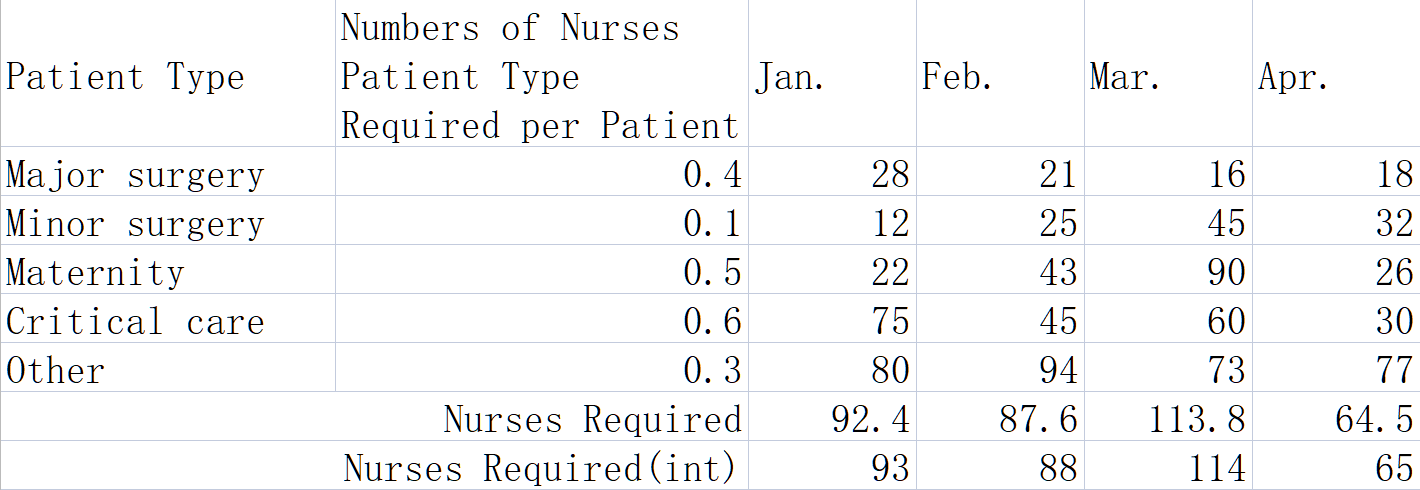 Patient Type Numbers of Nurses Patient Type Required per Patient Jan. Feb. Mar. Apr.
Major surgery 0.4 28 21 16 18
Minor surgery 0.1 12 25 45 32
Maternity 0.5 22 43 90 26
Critical care 0.6 75 45 60 30
Other 0.3 80 94 73 77
Nurses Required 92.4 87.6 113.8 64.5
Nurses Required(int) 93 88 114 65